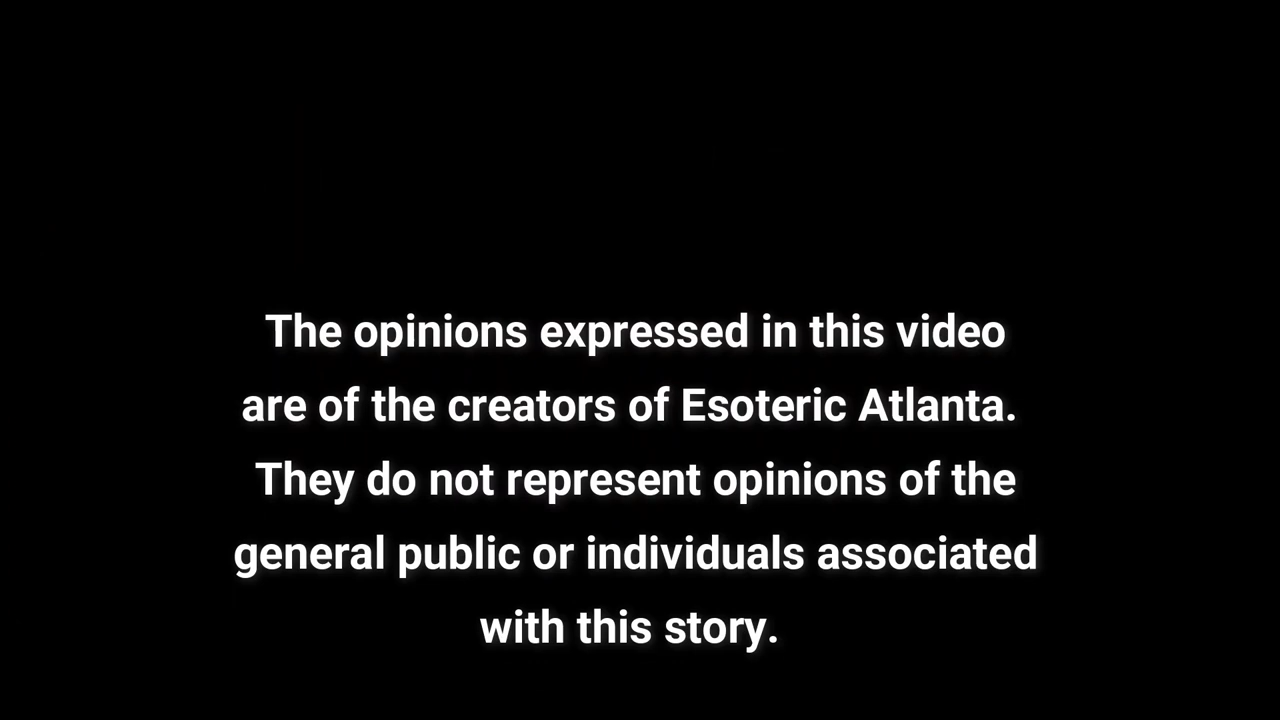 The opinions expressed in this video
are of the creators of Esoteric Atlanta.
They do not represent opinions of the
general public or individuals associated
with this story.